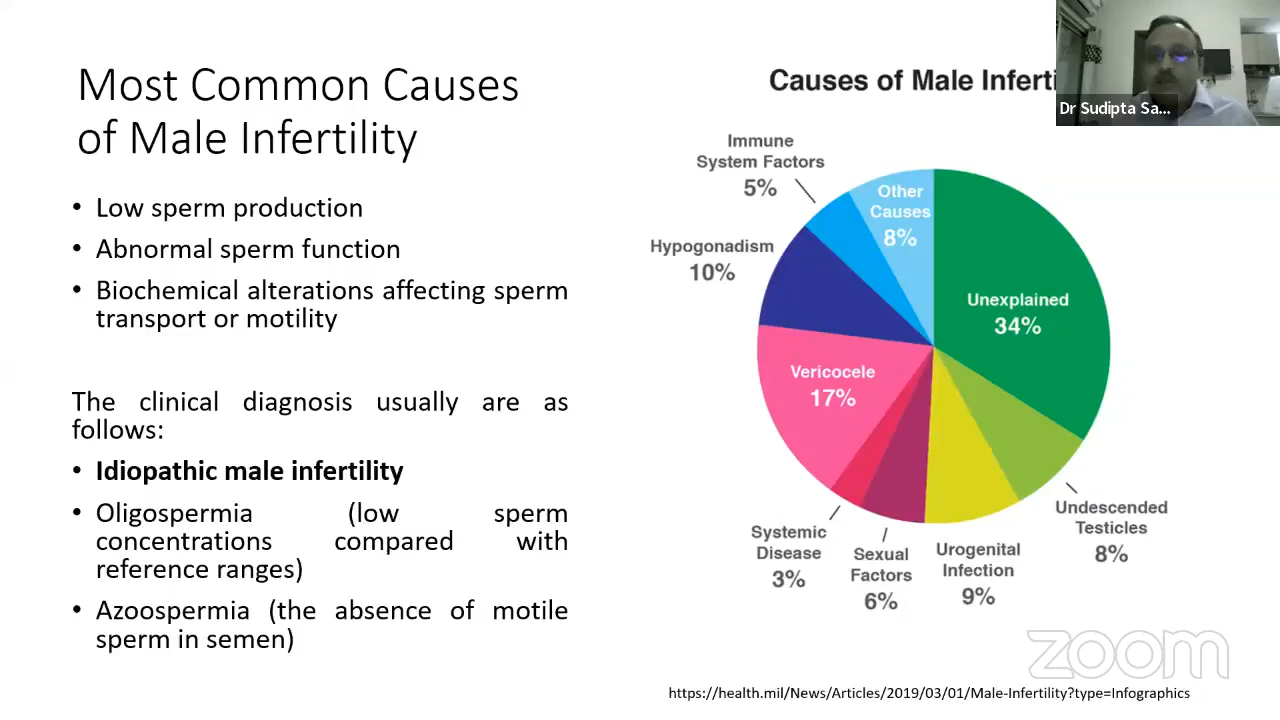 Most Common Causes
of Male Infertility
• Low sperm production
• Abnormal sperm function
• Biochemical alterations affecting sperm
transport or motility
The clinical diagnosis usually are as
follows:
• Idiopathic male infertility
• Oligospermia (low sperm
concentrations compared with
reference ranges)
• Azoospermia (the absence of motile
sperm in semen)
Causes of Male Inferti
Dr Sudipta Sa...
Immune
System Factors
5%
Other
Causes
8%
Hypogonadism
10%
Unexplained
34%
Vericocele
17%
Undescended
Testicles
8%
Systemic
Disease
3%
Sexual
Factors
6%
Urogenital
Infection
9%
zoom
https://health.mil/News/Articles/2019/03/01/Male-Infertility?type=Infographics